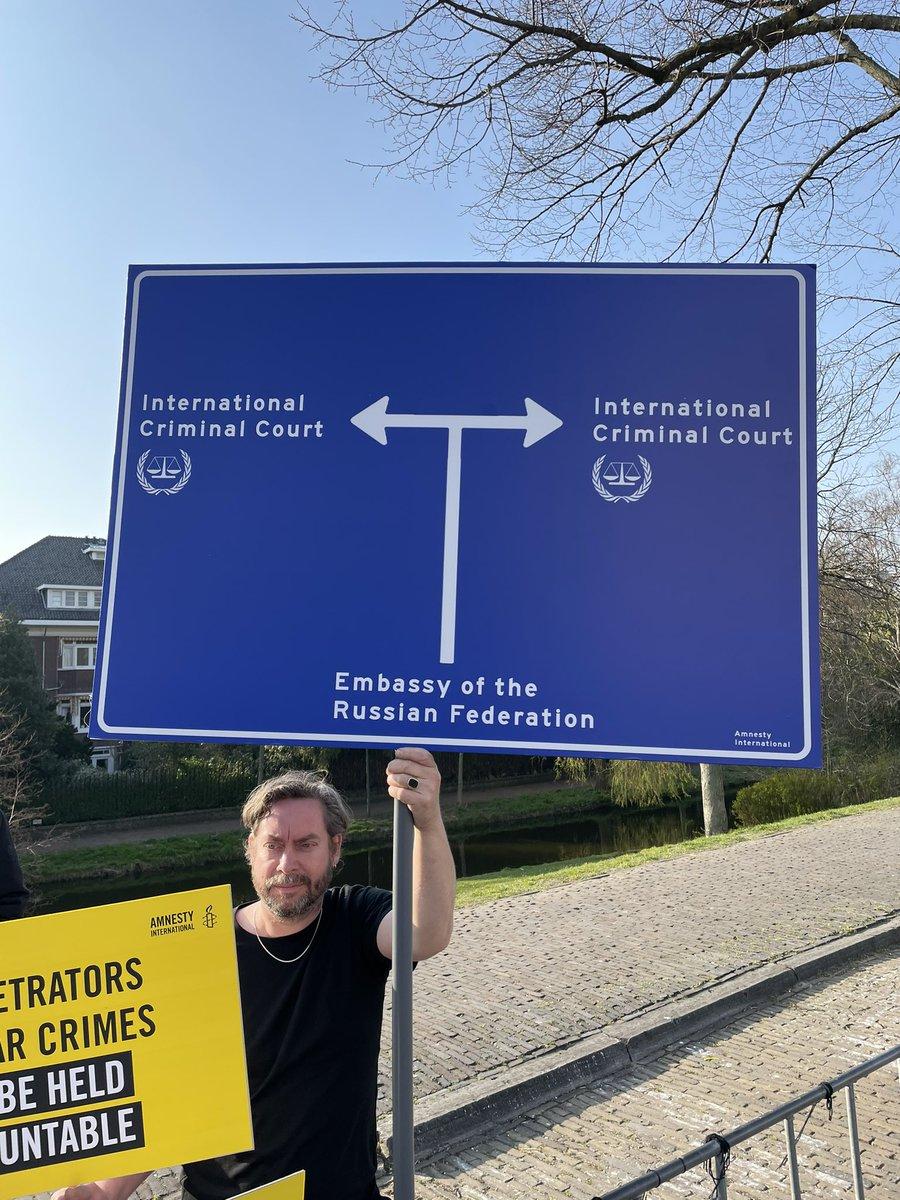 International
Criminal Court
International
Criminal Court
Embassy of the
Russian Federation
Amnesty
International
AMNESTY
INTERNATIONAL
ETRATORS
AR CRIMES
BE HELD
UNTABLE